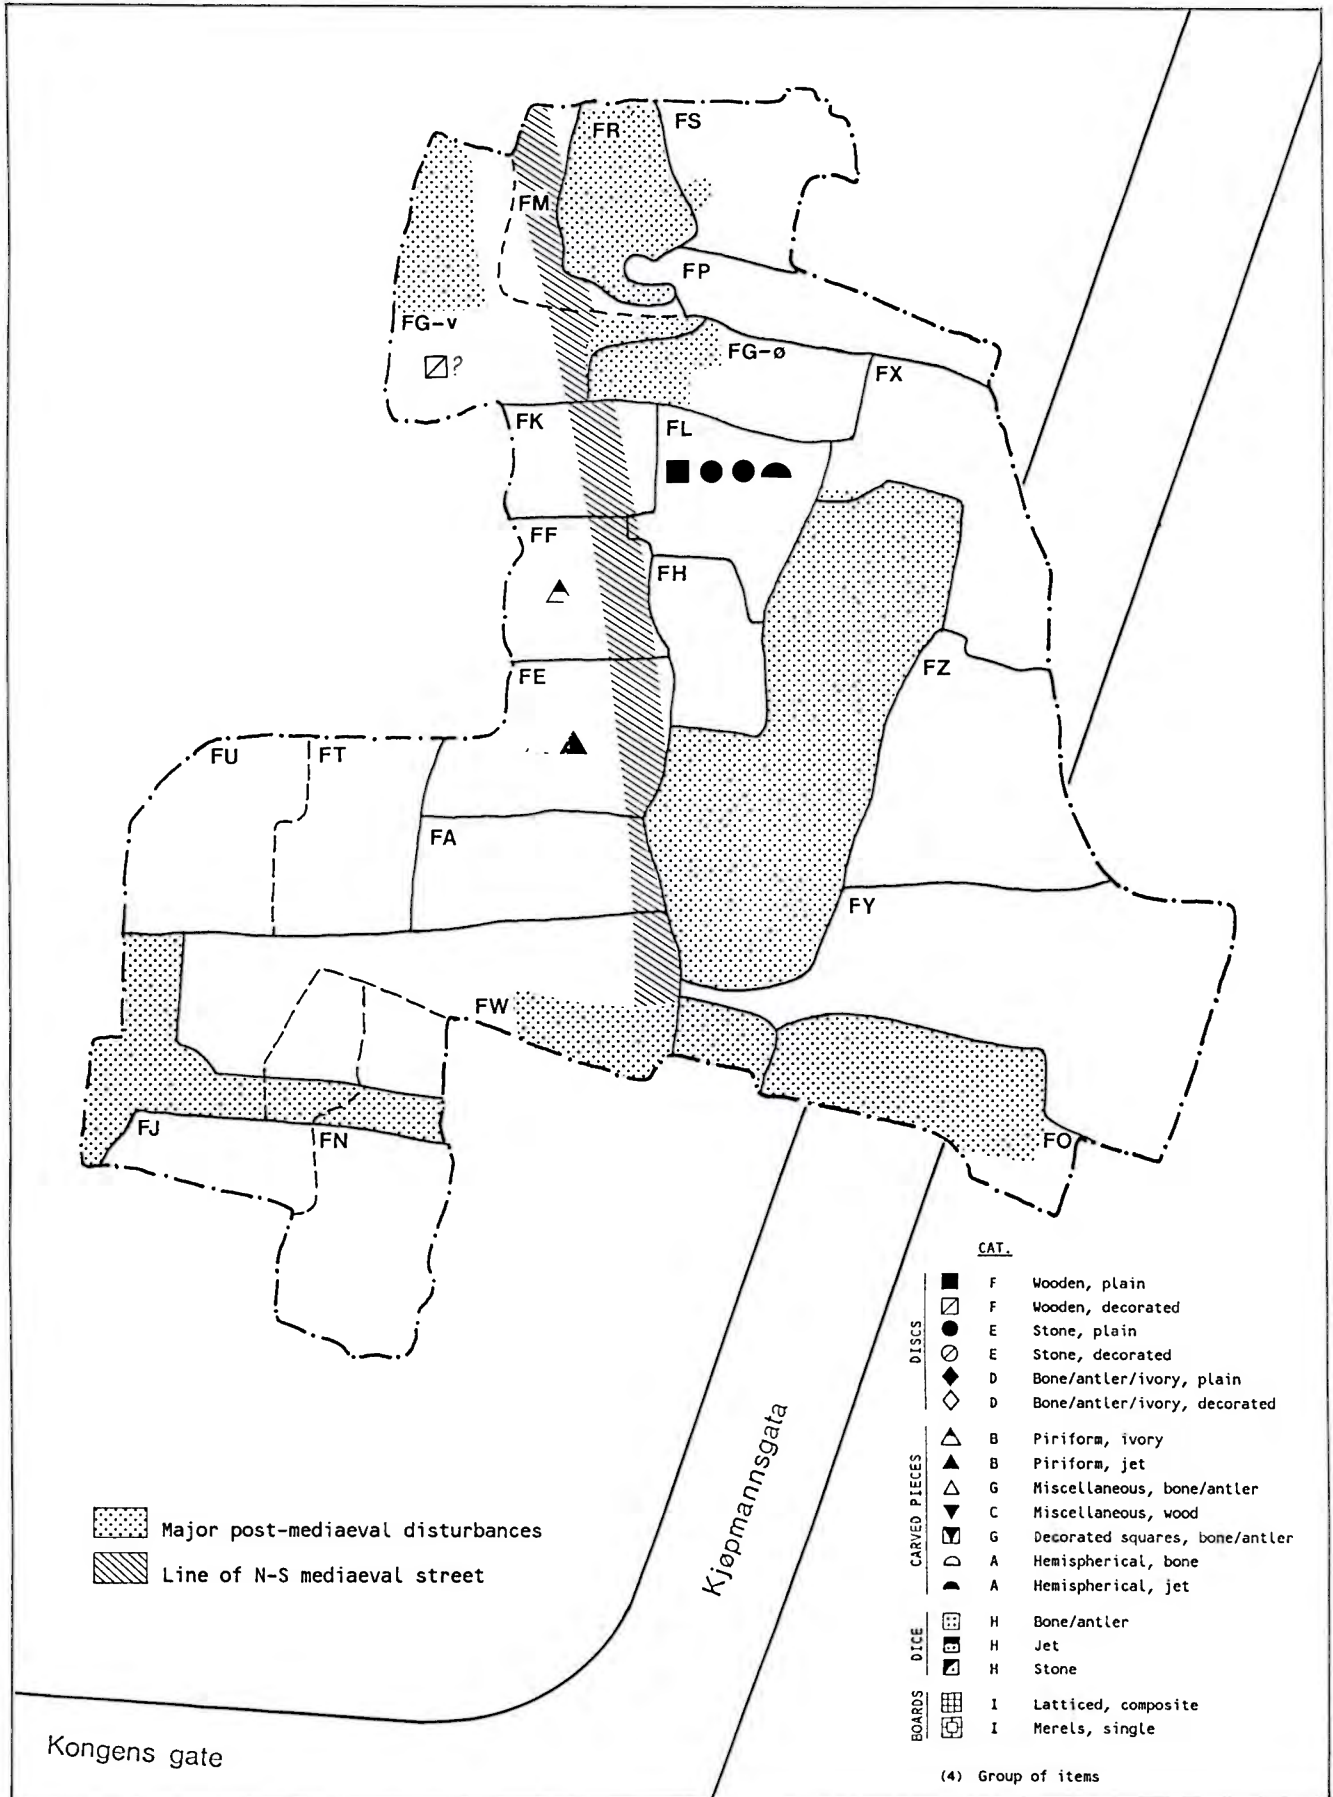 FR
FS
FM
FP
FG-v
?
FG-ø
FX
FK
FL
FF
FH
FE
FZ
FU
FT
FA
FY
FW
FJ
FN
FO
Major post-mediaeval disturbances
Line of N-S mediaeval street
Kjøpmannsgata
Kongens gate
CAT.
DISCS
F Wooden, plain
F Wooden, decorated
E Stone, plain
E Stone, decorated
D Bone/antler/ivory, plain
D Bone/antler/ivory, decorated
CARVED PIECES
B Piriform, ivory
B Piriform, jet
G Miscellaneous, bone/antler
C Miscellaneous, wood
G Decorated squares, bone/antler
A Hemispherical, bone
A Hemispherical, jet
DICE
H Bone/antler
H Jet
H Stone
BOARDS
I Latticed, composite
I Merels, single
(4) Group of items